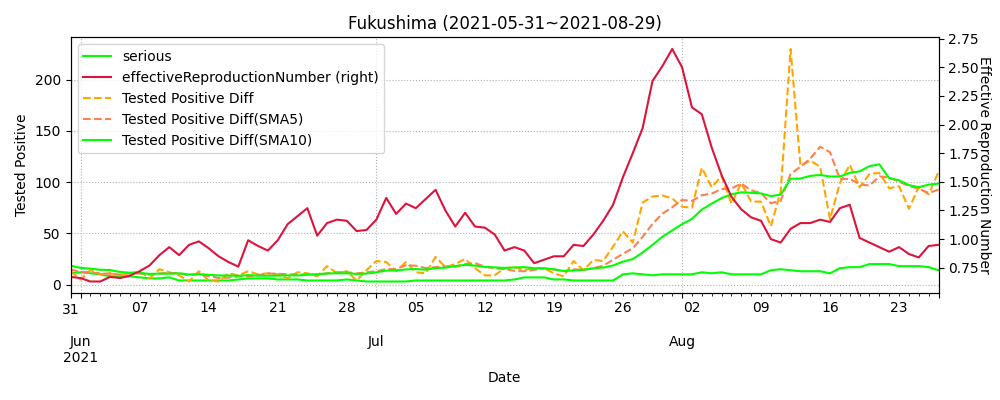 Fukushima (2021-05-31~2021-08-29)
serious
effectiveReproductionNumber (right)
Tested Positive Diff
Tested Positive Diff(SMA5)
Tested Positive Diff(SMA10)
Tested Positive
200
150
100
50
0
2.75
2.50
2.25
2.00
1.75
1.50
1.25
1.00
0.75
Effective Reproduction Number
31 07 14 21 28 05 12 19 26 02 09 16 23
Jun Jul Aug
2021
Date